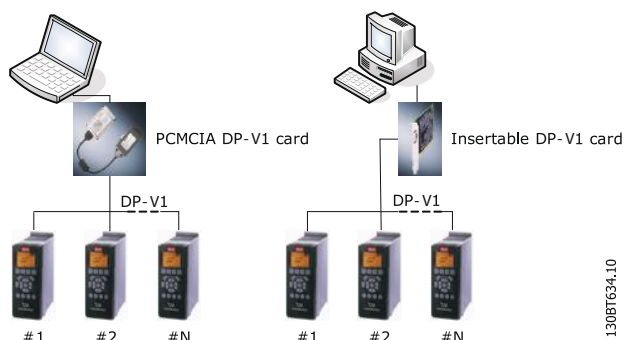 PCMCIA DP-V1 card
Insertable DP-V1 card
DP-V1
DP-V1
#1
#2
#N
#1
#2
#N
130BT634.10